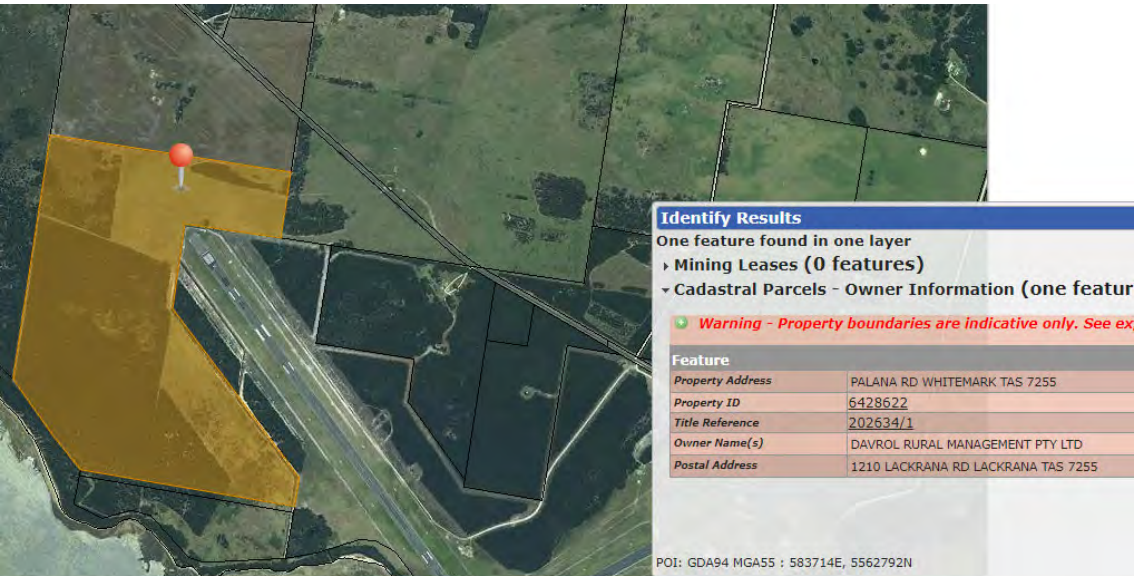 Identify Results
One feature found in one layer
Mining Leases (0 features)
Cadastral Parcels - Owner Information (one featur
Warning - Property boundaries are indicative only. See ex
Feature
Property Address PALANA RD WHITEMARK TAS 7255
Property ID 6428622
Title Reference 202634/1
Owner Name(s) DAVROL RURAL MANAGEMENT PTY LTD
Postal Address 1210 LACKRANA RD LACKRANA TAS 7255
POI: GDA94 MGA55 : 583714E, 5562792N